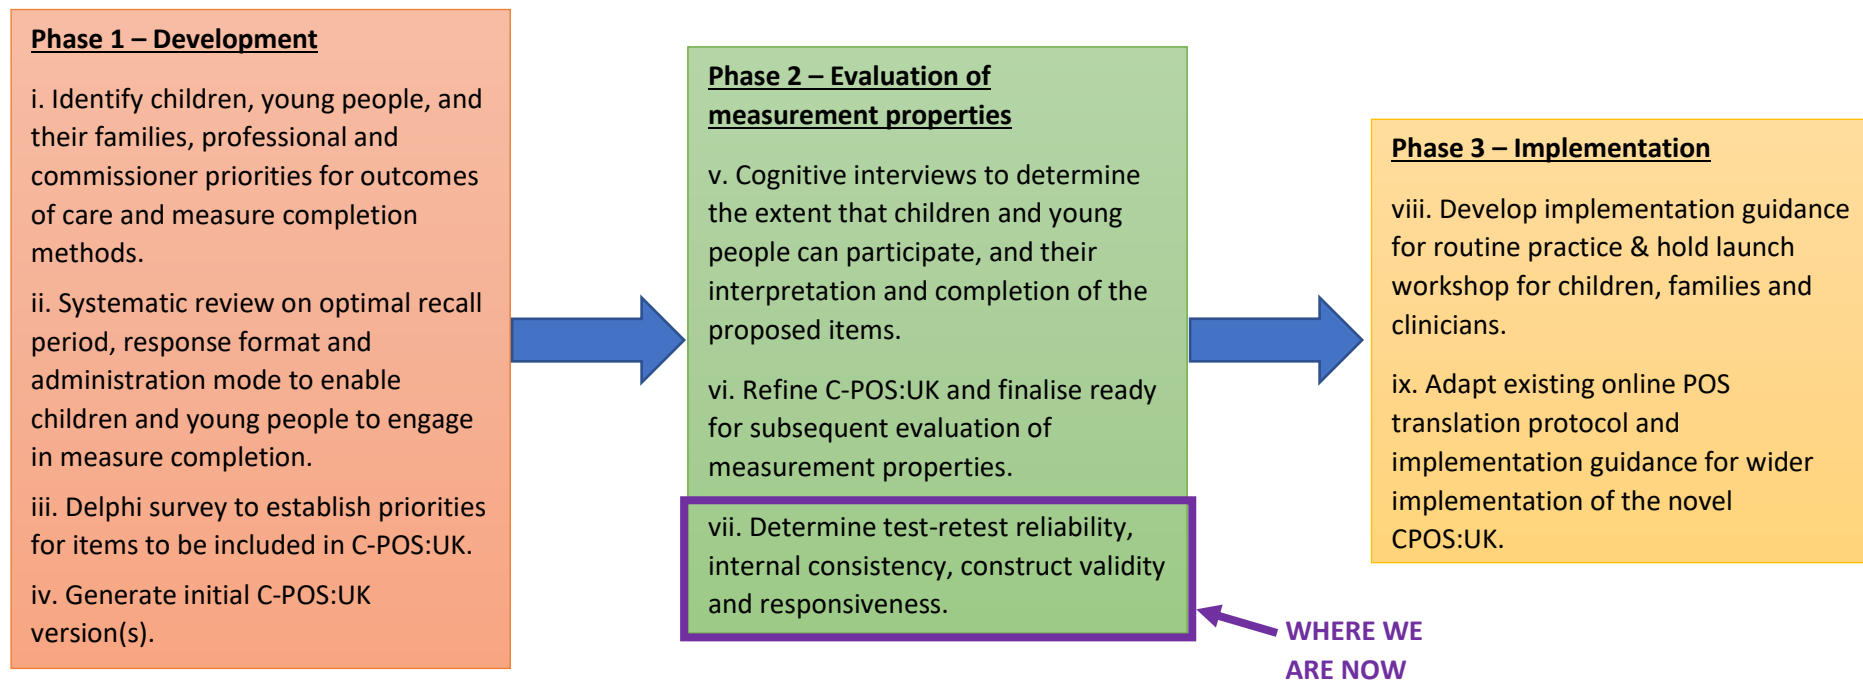 Phase 1 – Development
i. Identify children, young people, and
their families, professional and
commissioner priorities for outcomes
of care and measure completion
methods.
ii. Systematic review on optimal recall
period, response format and
administration mode to enable
children and young people to engage
in measure completion.
iii. Delphi survey to establish priorities
for items to be included in C-POS:UK.
iv. Generate initial C-POS:UK
version(s).
Phase 2 – Evaluation of
measurement properties
v. Cognitive interviews to determine
the extent that children and young
people can participate, and their
interpretation and completion of the
proposed items.
vi. Refine C-POS:UK and finalise ready
for subsequent evaluation of
measurement properties.
vii. Determine test-retest reliability,
internal consistency, construct validity
and responsiveness.
WHERE WE
ARE NOW
Phase 3 – Implementation
viii. Develop implementation guidance
for routine practice & hold launch
workshop for children, families and
clinicians.
ix. Adapt existing online POS
translation protocol and
implementation guidance for wider
implementation of the novel
CPOS:UK.